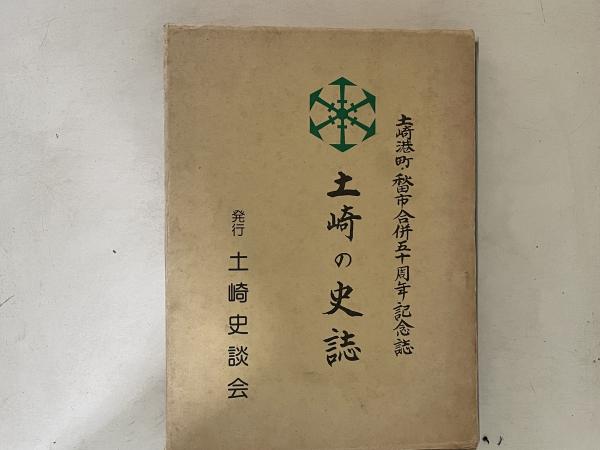 土崎港町・秋田市合併五十周年記念誌
土崎の史誌
発行 土崎史談会